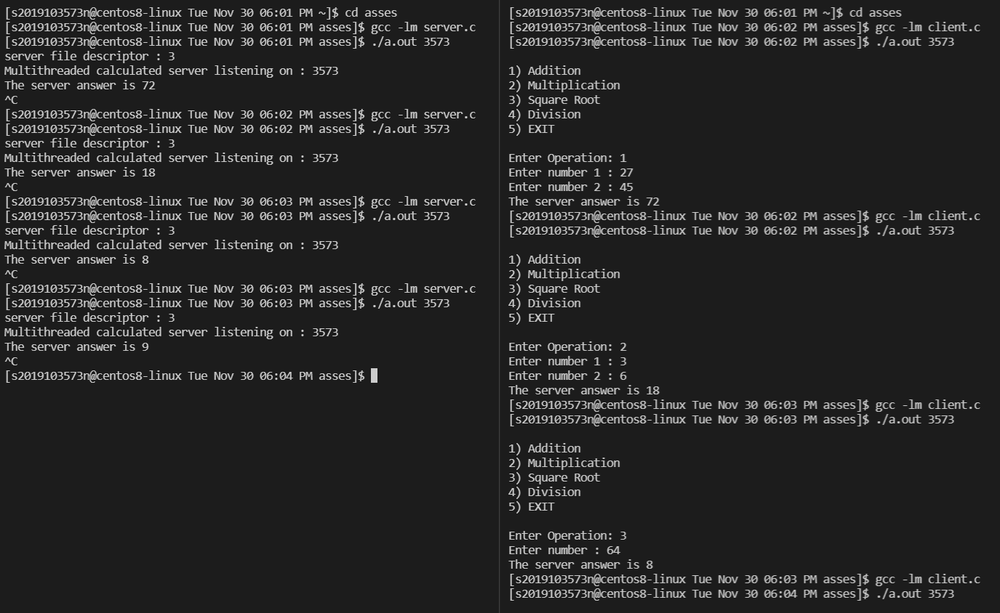 [s2019103573n@centos8-linux Tue Nov 30 06:01 PM ~]$ cd asses
[s2019103573n@centos8-linux Tue Nov 30 06:01 PM asses]$ gcc -lm server.c
[s2019103573n@centos8-linux Tue Nov 30 06:01 PM asses]$ ./a.out 3573
server file descriptor : 3
Multithreaded calculated server listening on : 3573
The server answer is 72
^C
[s2019103573n@centos8-linux Tue Nov 30 06:02 PM asses]$ gcc -lm server.c
[s2019103573n@centos8-linux Tue Nov 30 06:02 PM asses]$ ./a.out 3573
server file descriptor : 3
Multithreaded calculated server listening on : 3573
The server answer is 18
^C
[s2019103573n@centos8-linux Tue Nov 30 06:03 PM asses]$ gcc -lm server.c
[s2019103573n@centos8-linux Tue Nov 30 06:03 PM asses]$ ./a.out 3573
server file descriptor : 3
Multithreaded calculated server listening on : 3573
The server answer is 8
^C
[s2019103573n@centos8-linux Tue Nov 30 06:03 PM asses]$ gcc -lm server.c
[s2019103573n@centos8-linux Tue Nov 30 06:03 PM asses]$ ./a.out 3573
server file descriptor : 3
Multithreaded calculated server listening on : 3573
The server answer is 9
^C
[s2019103573n@centos8-linux Tue Nov 30 06:04 PM asses]$
[s2019103573n@centos8-linux Tue Nov 30 06:01 PM ~]$ cd asses
[s2019103573n@centos8-linux Tue Nov 30 06:02 PM asses]$ gcc -lm client.c
[s2019103573n@centos8-linux Tue Nov 30 06:02 PM asses]$ ./a.out 3573
1) Addition
2) Multiplication
3) Square Root
4) Division
5) EXIT
Enter Operation: 1
Enter number 1 : 27
Enter number 2 : 45
The server answer is 72
[s2019103573n@centos8-linux Tue Nov 30 06:02 PM asses]$ gcc -lm client.c
[s2019103573n@centos8-linux Tue Nov 30 06:02 PM asses]$ ./a.out 3573
1) Addition
2) Multiplication
3) Square Root
4) Division
5) EXIT
Enter Operation: 2
Enter number 1 : 3
Enter number 2 : 6
The server answer is 18
[s2019103573n@centos8-linux Tue Nov 30 06:03 PM asses]$ gcc -lm client.c
[s2019103573n@centos8-linux Tue Nov 30 06:03 PM asses]$ ./a.out 3573
1) Addition
2) Multiplication
3) Square Root
4) Division
5) EXIT
Enter Operation: 3
Enter number : 64
The server answer is 8
[s2019103573n@centos8-linux Tue Nov 30 06:03 PM asses]$ gcc -lm client.c
[s2019103573n@centos8-linux Tue Nov 30 06:04 PM asses]$ ./a.out 3573